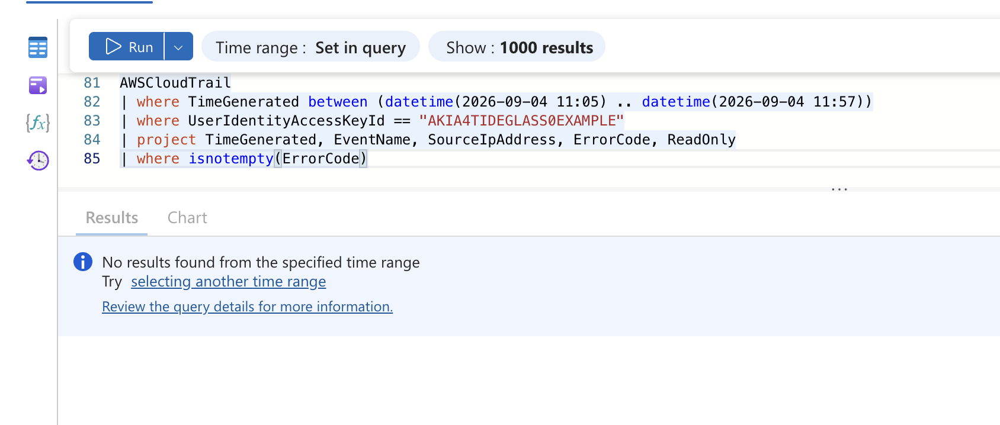 Run
Time range : Set in query
Show : 1000 results
81 AWSCloudTrail
82 | where TimeGenerated between (datetime(2026-09-04 11:05) .. datetime(2026-09-04 11:57))
83 | where UserIdentityAccessKeyId == "AKIA4TIDEGLASS0EXAMPLE"
84 | project TimeGenerated, EventName, SourceIpAddress, ErrorCode, ReadOnly
85 | where isnotempty(ErrorCode)
...
Results Chart
No results found from the specified time range
Try selecting another time range
Review the query details for more information.